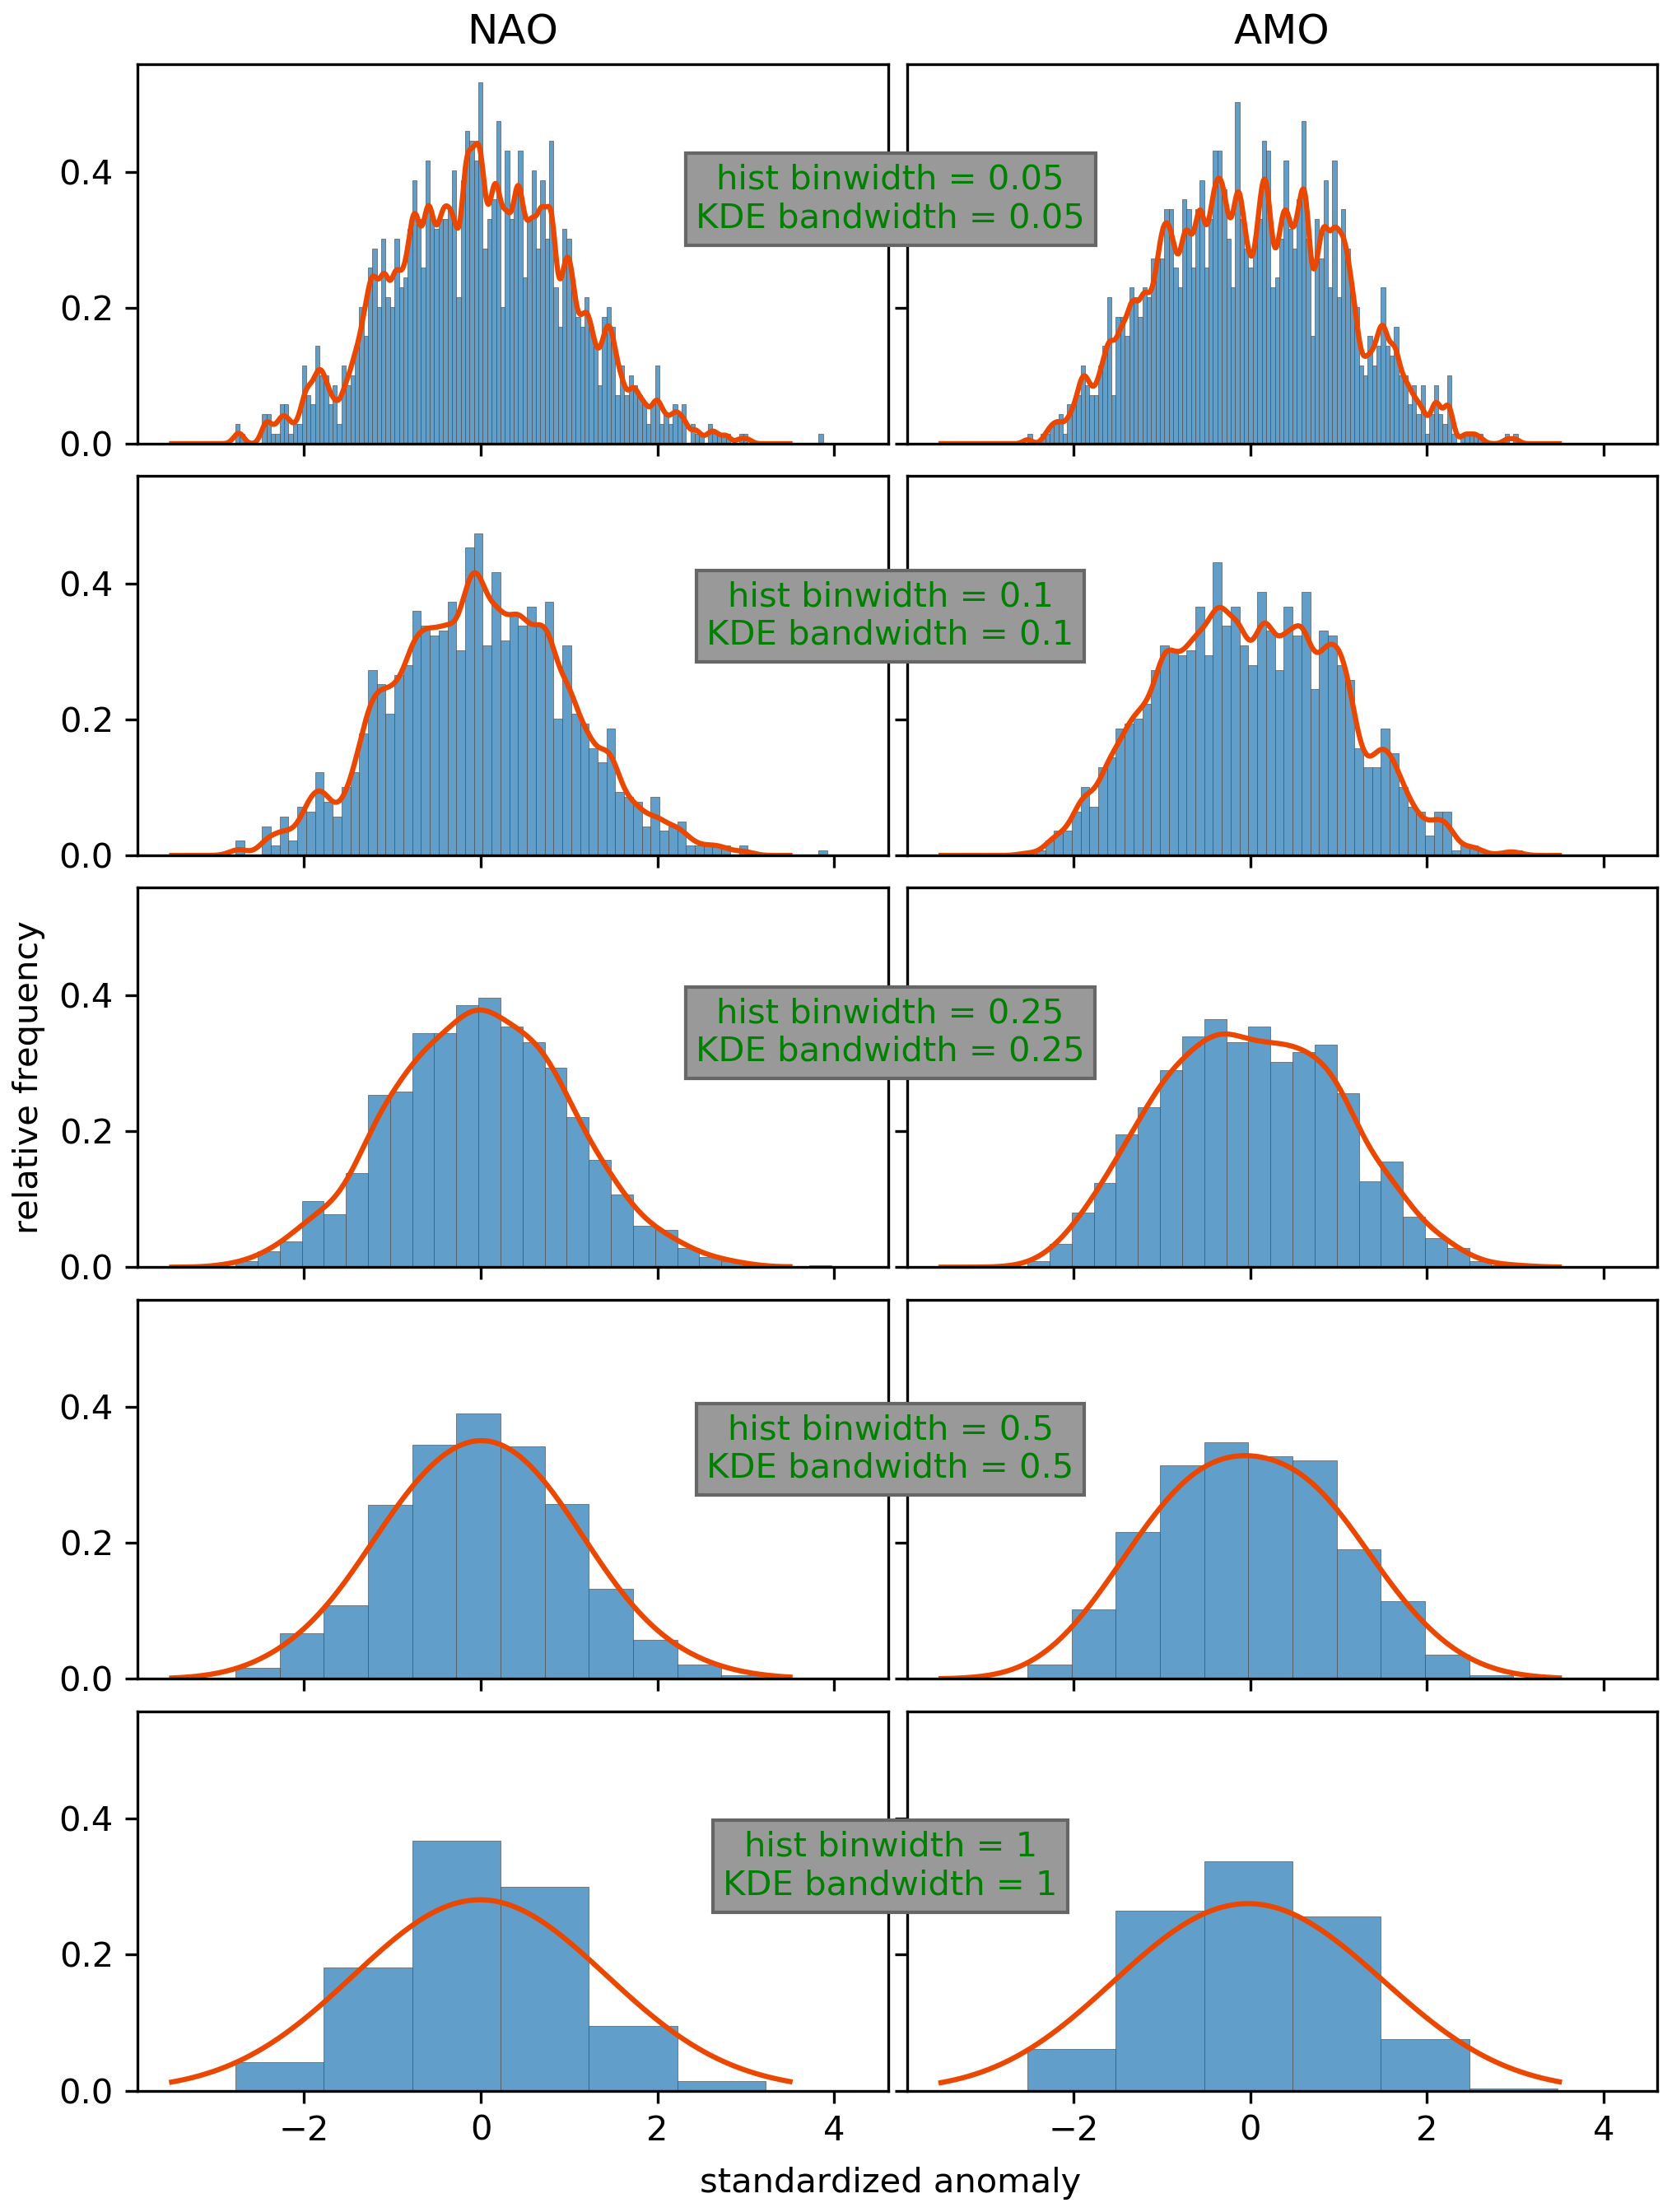 NAO
AMO
0.4
0.2
0.0
hist binwidth = 0.05
KDE bandwidth = 0.05
0.4
0.2
0.0
hist binwidth = 0.1
KDE bandwidth = 0.1
relative frequency
0.4
0.2
0.0
hist binwidth = 0.25
KDE bandwidth = 0.25
0.4
0.2
0.0
hist binwidth = 0.5
KDE bandwidth = 0.5
0.4
0.2
0.0
hist binwidth = 1
KDE bandwidth = 1
−2 0 2 4
−2 0 2 4
standardized anomaly